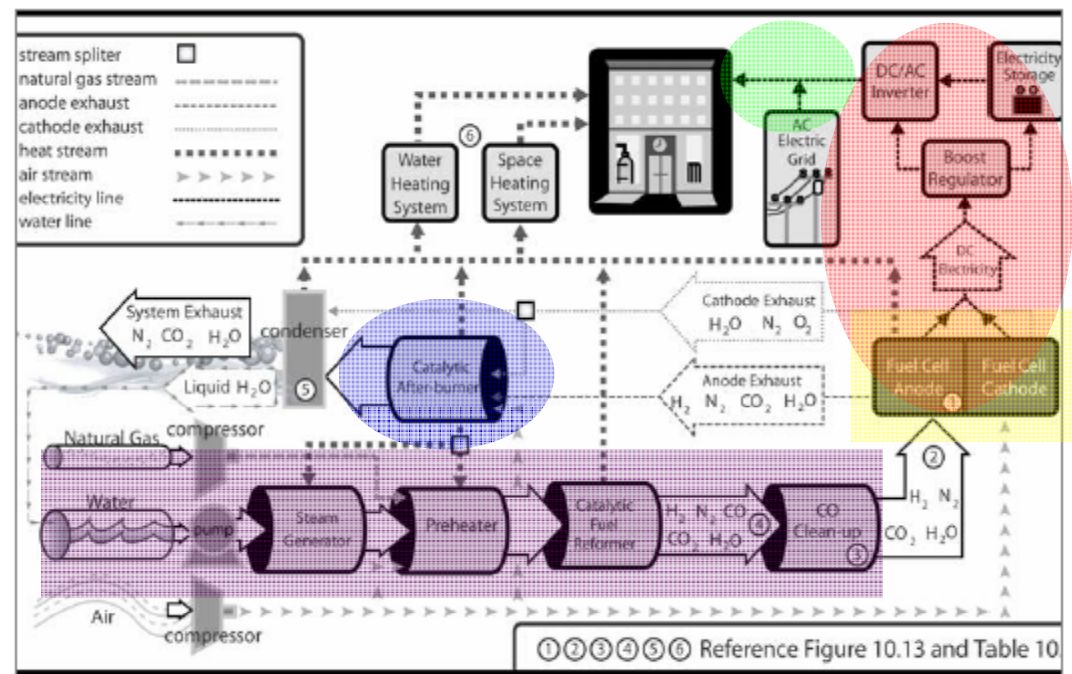 stream spliter
natural gas stream
anode exhaust
cathode exhaust
heat stream
air stream
electricity line
water line
⑥
Water
Heating
System
Space
Heating
System
AC
Electric
Grid
DC/AC
Inverter
Electricity
Storage
Boost
Regulator
DC
Electricity
System Exhaust
N₂ CO₂ H₂O
condenser
⑤
Liquid H₂O
Catalytic
After-burner
Cathode Exhaust
H₂O N₂ O₂
Anode Exhaust
H₂ N₂ CO₂ H₂O
Fuel Cell
Anode
①
Fuel Cell
Cathode
②
H₂ N₂
CO₂ H₂O
Natural Gas
compressor
Water
pump
Steam
Generator
Preheater
Catalytic
Fuel
Reformer
H₂ N₂ CO
CO₂ H₂O
④
CO
Clean-up
③
Air
compressor
①②③④⑤⑥ Reference Figure 10.13 and Table 10